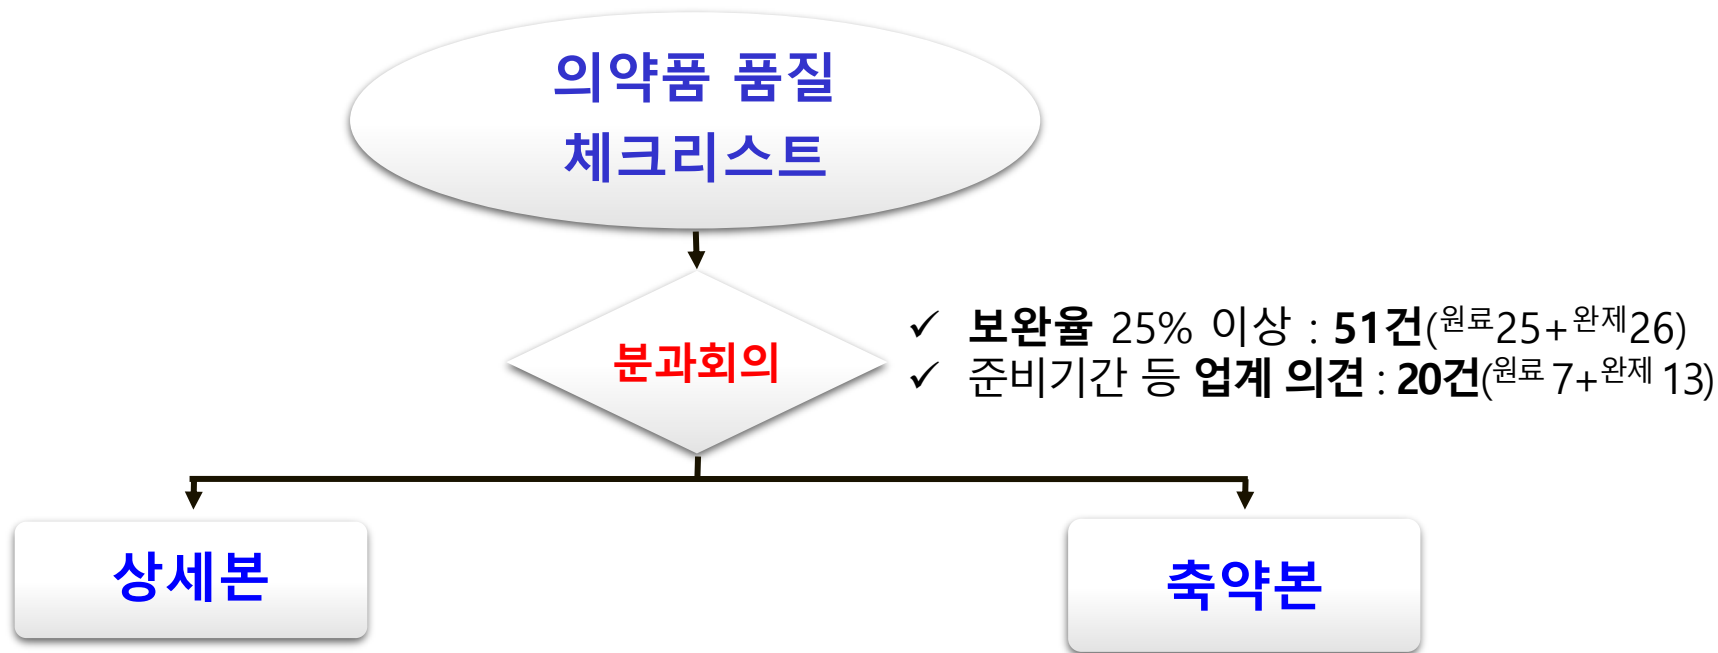 의약품 품질
체크리스트
분과회의
✓ 보완율 25% 이상 : 51건(원료25+완제26)
✓ 준비기간 등 업계 의견 : 20건(원료 7+완제 13)
상세본
축약본